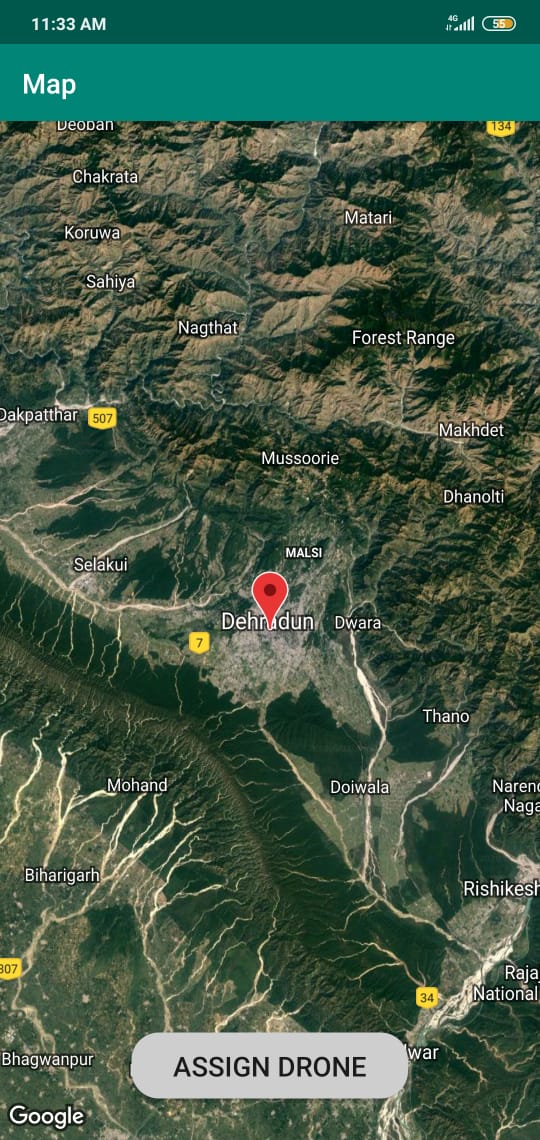 11:33 AM
4G
55
Map
Deoban
134
Chakrata
Matari
Koruwa
Sahiya
Nagthat
Forest Range
Dakpatthar
507
Makhdet
Mussoorie
Dhanolti
MALSI
Selakui
Dehradun
Dwara
7
Thano
Mohand
Doiwala
Naren
Naga
Biharigarh
Rishikesh
307
Raja
National
34
Bhagwanpur
war
ASSIGN DRONE
Google